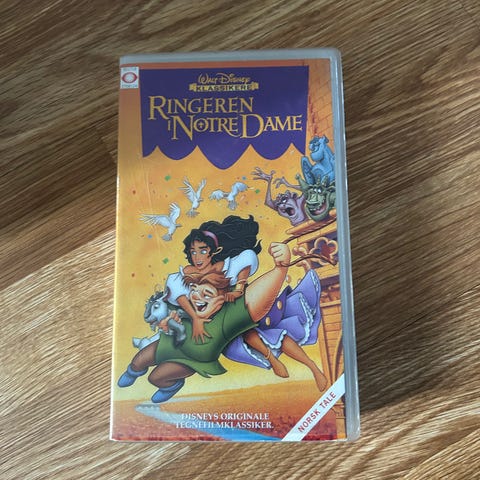 Walt Disney
KLASSIKERE
RINGEREN
I NOTRE DAME
DISNEYS ORIGINALE
TEGNEFILMKLASSIKER.
NORSK TALE